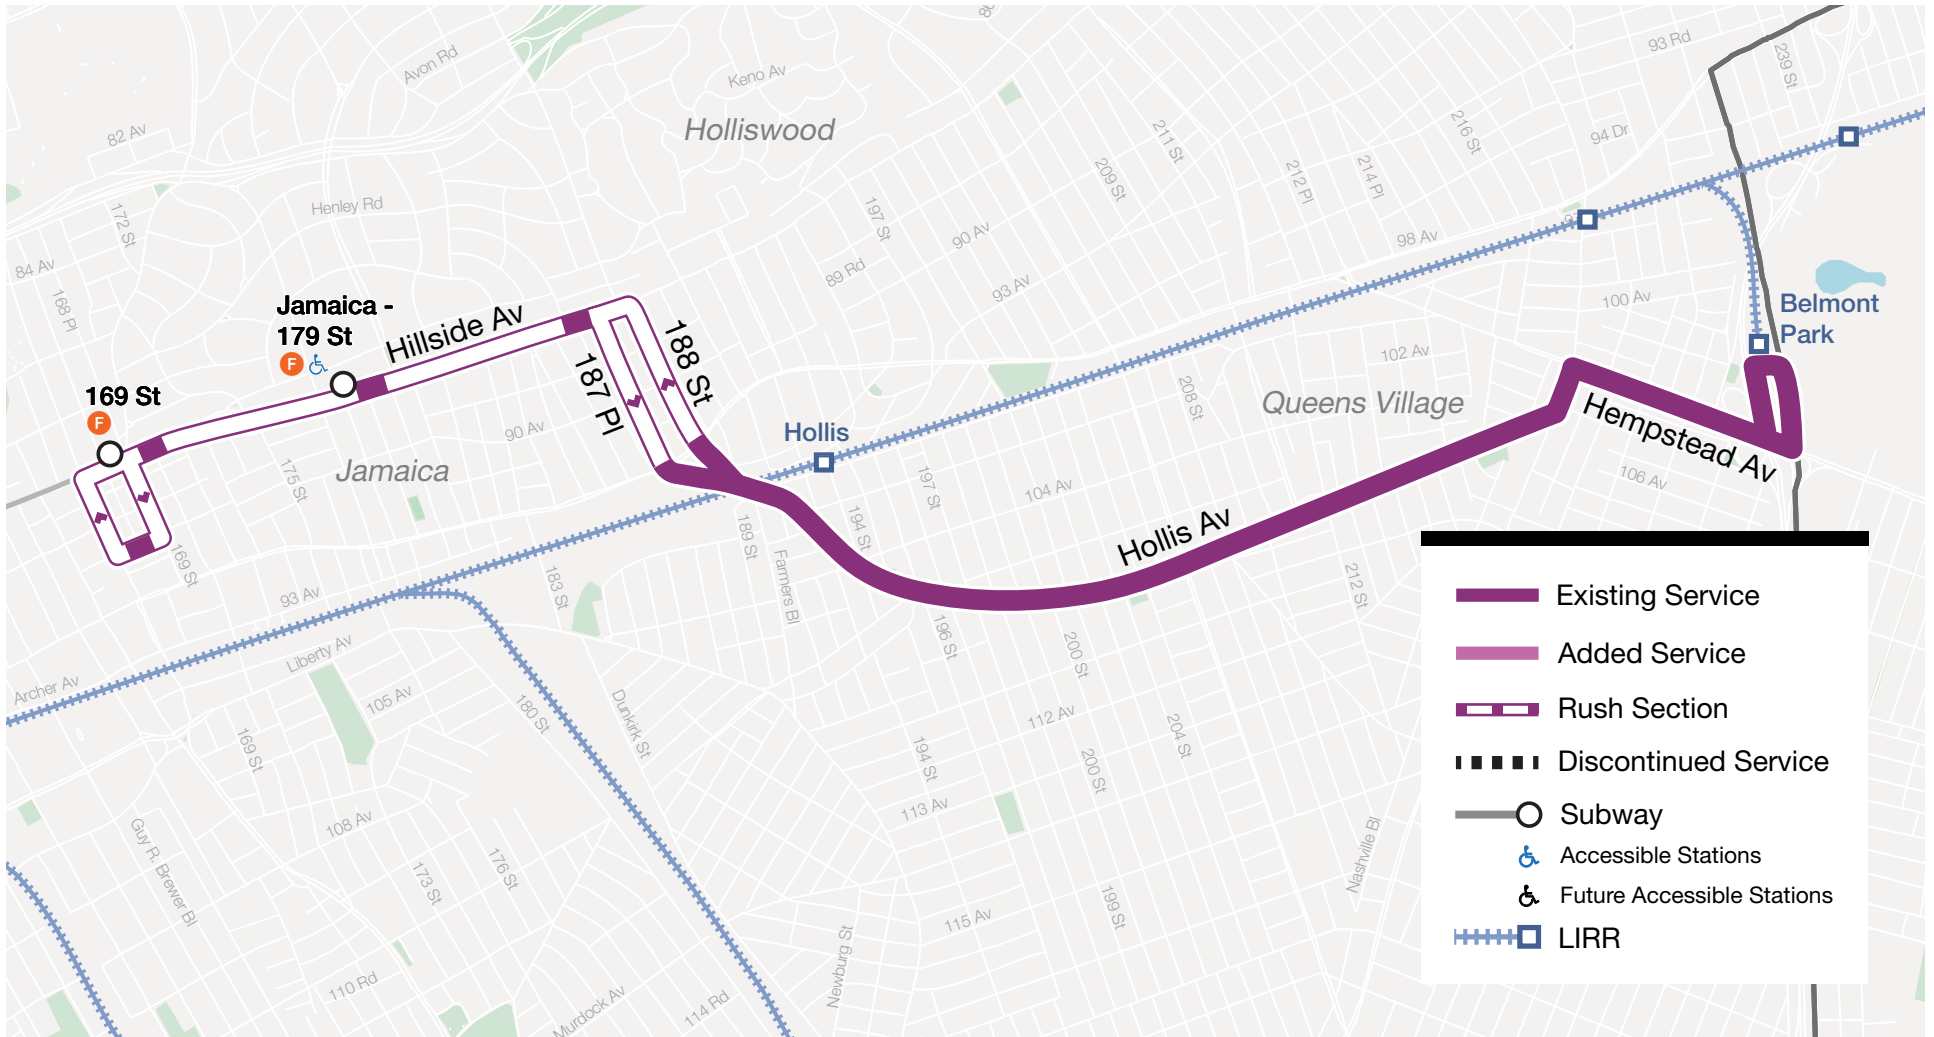 80
93 Rd
239 St
Avon Rd
Keno Av
82 Av
Holliswood
211 St
216 St
94 Dr
209 St
212 Pl
214 Pl
Henley Rd
172 St
197 St
90 Av
98 Av
84 Av
168 Pl
89 Rd
93 Av
100 Av
Belmont
Park
Jamaica -
179 St
F
Hillside Av
188 St
187 Pl
102 Av
208 St
Queens Village
169 St
F
Hollis
90 Av
Jamaica
175 St
197 St
104 Av
Hempstead Av
106 Av
Hollis Av
189 St
194 St
Farmers Bl
169 St
183 St
212 St
93 Av
Liberty Av
196 St
200 St
Archer Av
105 Av
180 St
Dunkirk St
112 Av
204 St
169 St
194 St
200 St
113 Av
108 Av
Guy R. Brewer Bl
176 St
173 St
Nashville Bl
199 St
115 Av
Newburg St
110 Rd
Murdock Av
114 Rd
Existing Service
Added Service
Rush Section
Discontinued Service
Subway
Accessible Stations
Future Accessible Stations
LIRR